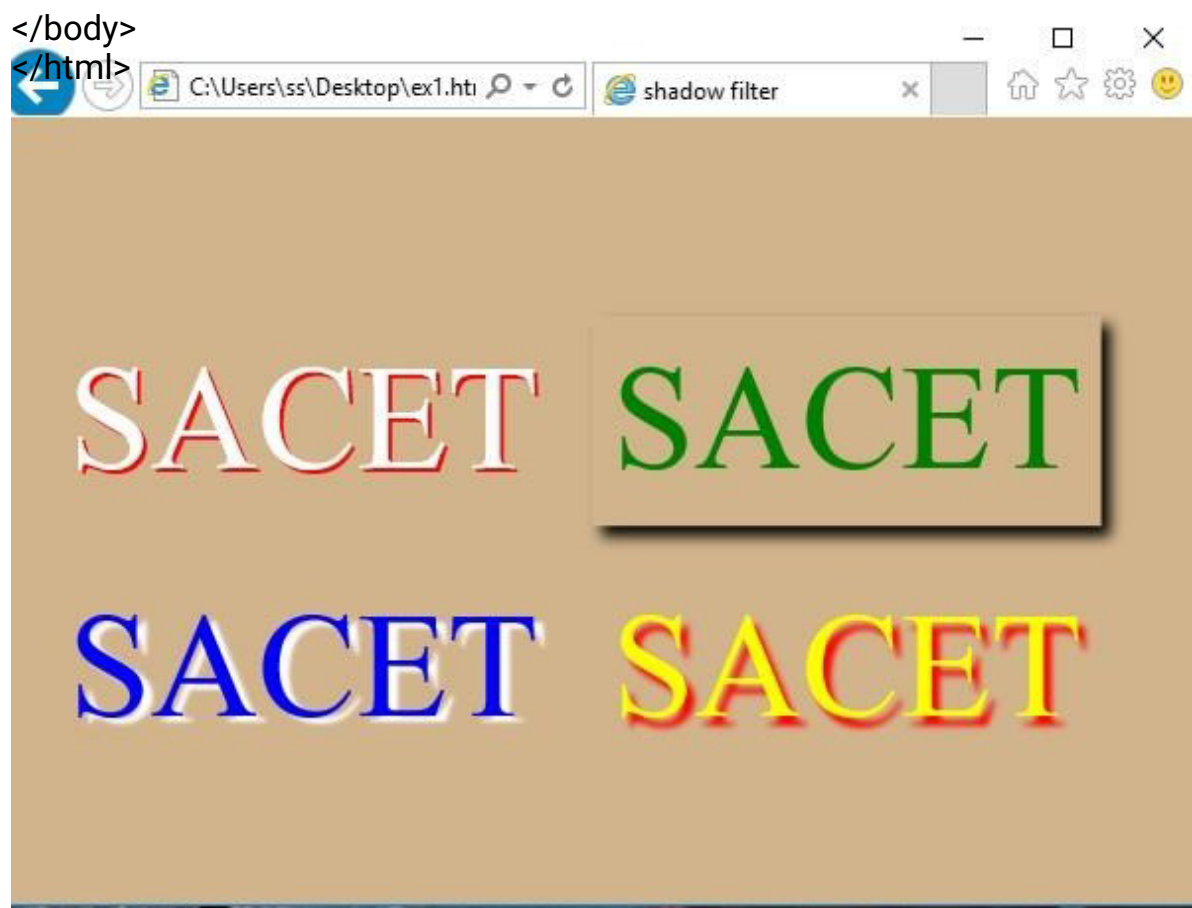 </body>
</html>
C:\Users\ss\Desktop\ex1.ht
shadow filter
SACET SACET
SACET SACET